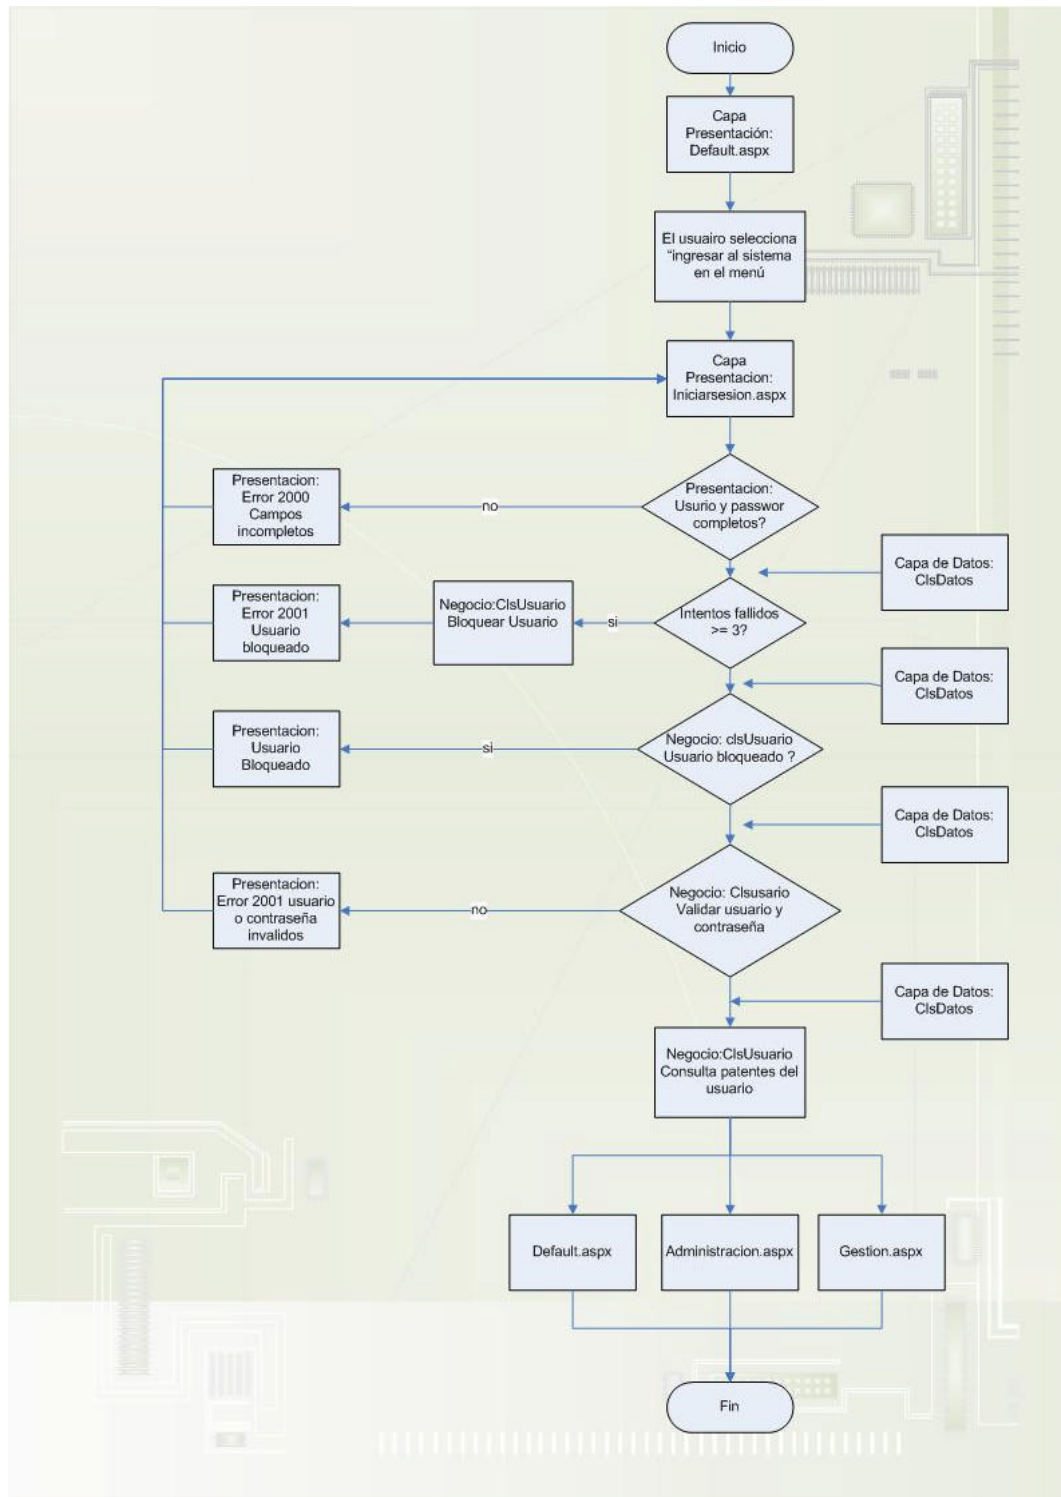 Inicio
Capa
Presentación:
Default.aspx
El usuairo selecciona
“ingresar al sistema
en el menú
Capa
Presentacion:
Iniciarsesion.aspx
Presentacion:
Usurio y passwor
completos?
no
Presentacion:
Error 2000
Campos
incompletos
Capa de Datos:
ClsDatos
Intentos fallidos
>= 3?
si
Negocio:ClsUsuario
Bloquear Usuario
Presentacion:
Error 2001
Usuario
bloqueado
Capa de Datos:
ClsDatos
Negocio: clsUsuario
Usuario bloqueado ?
si
Presentacion:
Usuario
Bloqueado
Capa de Datos:
ClsDatos
Negocio: Clsusario
Validar usuario y
contraseña
no
Presentacion:
Error 2001 usuario
o contraseña
invalidos
Capa de Datos:
ClsDatos
Negocio:ClsUsuario
Consulta patentes del
usuario
Default.aspx
Administracion.aspx
Gestion.aspx
Fin